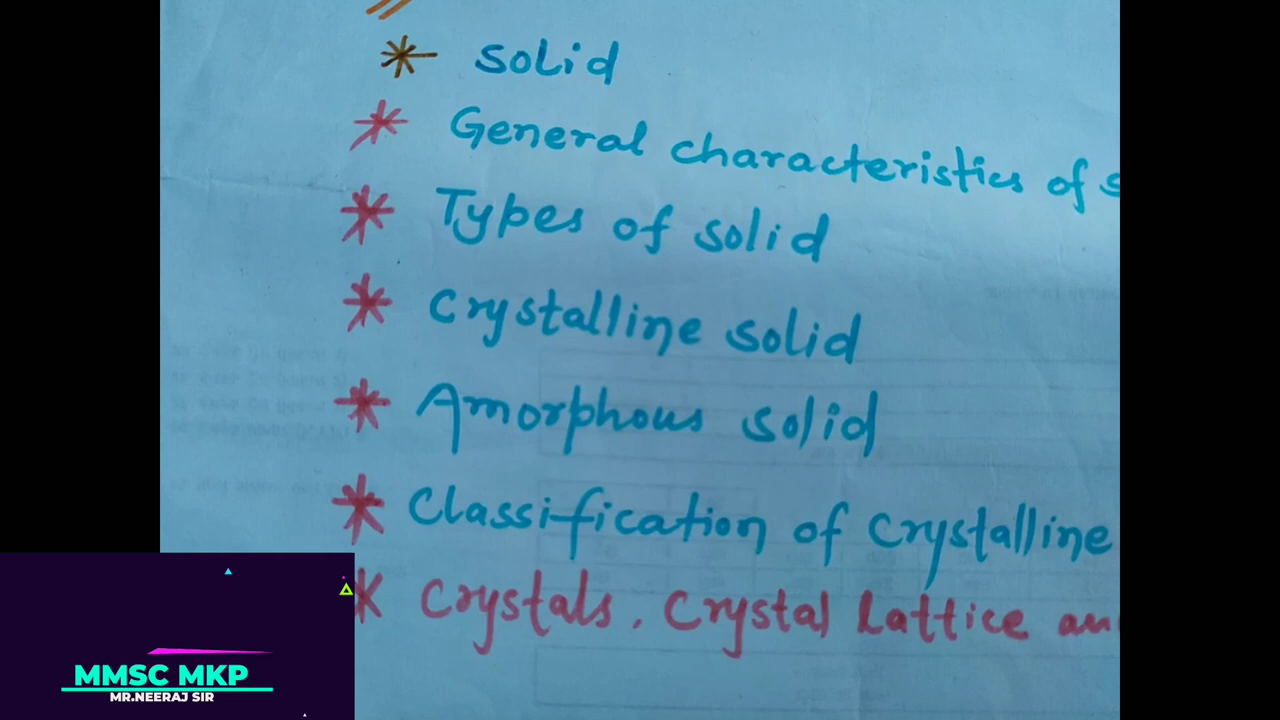 * Solid
* General characteristics of s
* Types of solid
* Crystalline solid
* Amorphous solid
* Classification of Crystalline
* Crystals, Crystal Lattice an
MMSC MKP
MR.NEERAJ SIR